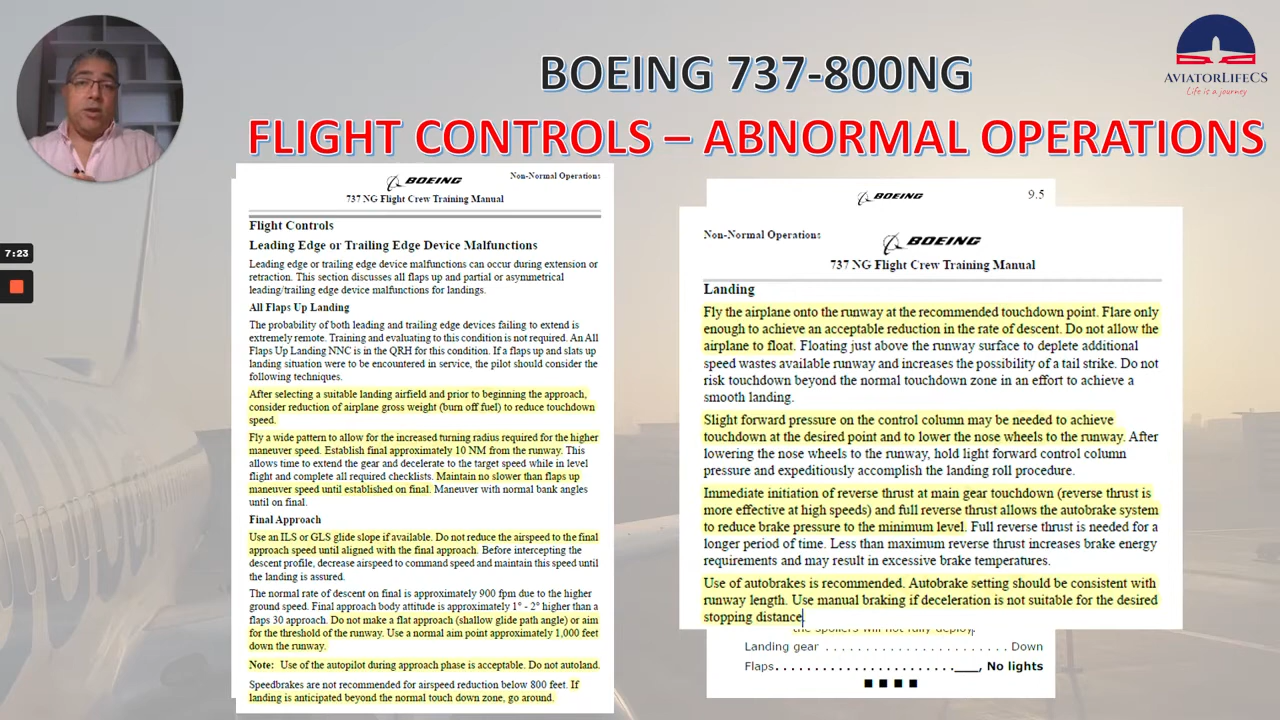 BOEING 737-800NG
FLIGHT CONTROLS – ABNORMAL OPERATIONS
AVIATORLIFECS
Life is a journey
7:23
BOEING
Non-Normal Operations
737 NG Flight Crew Training Manual
Flight Controls
Leading Edge or Trailing Edge Device Malfunctions
Leading edge or trailing edge device malfunctions can occur during extension or
retraction. This section discusses all flaps up and partial or asymmetrical
leading/trailing edge device malfunctions for landings.
All Flaps Up Landing
The probability of both leading and trailing edge devices failing to extend is
extremely remote. Training and evaluating to this condition is not required. An All
Flaps Up Landing NNC is in the QRH for this condition. If a flaps up and slats up
landing situation were to be encountered in service, the pilot should consider the
following techniques.
After selecting a suitable landing airfield and prior to beginning the approach,
consider reduction of airplane gross weight (burn off fuel) to reduce touchdown
speed.
Fly a wide pattern to allow for the increased turning radius required for the higher
maneuver speed. Establish final approximately 10 NM from the runway. This
allows time to extend the gear and decelerate to the target speed while in level
flight and complete all required checklists. Maintain no slower than flaps up
maneuver speed until established on final. Maneuver with normal bank angles
until on final.
Final Approach
Use an ILS or GLS glide slope if available. Do not reduce the airspeed to the final
approach speed until aligned with the final approach. Before intercepting the
descent profile, decrease airspeed to command speed and maintain this speed until
the landing is assured.
The normal rate of descent on final is approximately 900 fpm due to the higher
ground speed. Final approach body attitude is approximately 1° - 2° higher than a
flaps 30 approach. Do not make a flat approach (shallow glide path angle) or aim
for the threshold of the runway. Use a normal aim point approximately 1,000 feet
down the runway.
Note: Use of the autopilot during approach phase is acceptable. Do not autoland.
Speedbrakes are not recommended for airspeed reduction below 800 feet. If
landing is anticipated beyond the normal touch down zone, go around.
BOEING
9.5
Non-Normal Operations
BOEING
737 NG Flight Crew Training Manual
Landing
Fly the airplane onto the runway at the recommended touchdown point. Flare only
enough to achieve an acceptable reduction in the rate of descent. Do not allow the
airplane to float. Floating just above the runway surface to deplete additional
speed wastes available runway and increases the possibility of a tail strike. Do not
risk touchdown beyond the normal touchdown zone in an effort to achieve a
smooth landing.
Slight forward pressure on the control column may be needed to achieve
touchdown at the desired point and to lower the nose wheels to the runway. After
lowering the nose wheels to the runway, hold light forward control column
pressure and expeditiously accomplish the landing roll procedure.
Immediate initiation of reverse thrust at main gear touchdown (reverse thrust is
more effective at high speeds) and full reverse thrust allows the autobrake system
to reduce brake pressure to the minimum level. Full reverse thrust is needed for a
longer period of time. Less than maximum reverse thrust increases brake energy
requirements and may result in excessive brake temperatures.
Use of autobrakes is recommended. Autobrake setting should be consistent with
runway length. Use manual braking if deceleration is not suitable for the desired
stopping distance.
the spoilers will not fully deploy.
Landing gear . . . . . . . . . . . . . . . . . . . . . . . Down
Flaps. . . . . . . . . . . . . . . . . . . . . . .___, No lights